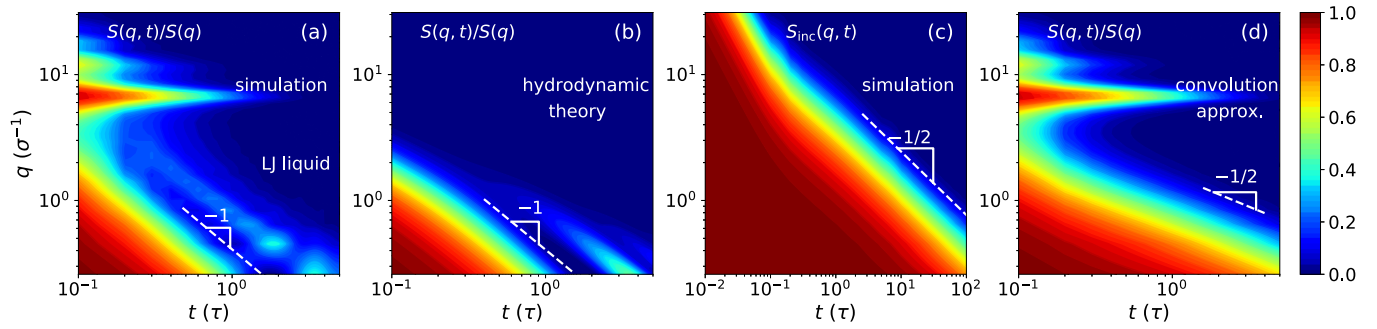 S(q, t)/S(q)
(a)
simulation
LJ liquid
−1
10¹
10⁰
q (σ⁻¹)
10⁻¹
10⁰
t (τ)
S(q, t)/S(q)
(b)
hydrodynamic
theory
−1
10¹
10⁰
10⁻¹
10⁰
t (τ)
S_inc(q, t)
(c)
simulation
−1/2
10¹
10⁰
10⁻² 10⁻¹ 10⁰ 10¹ 10²
t (τ)
S(q, t)/S(q)
(d)
convolution
approx.
−1/2
10¹
10⁰
10⁻¹
10⁰
t (τ)
1.0
0.8
0.6
0.4
0.2
0.0